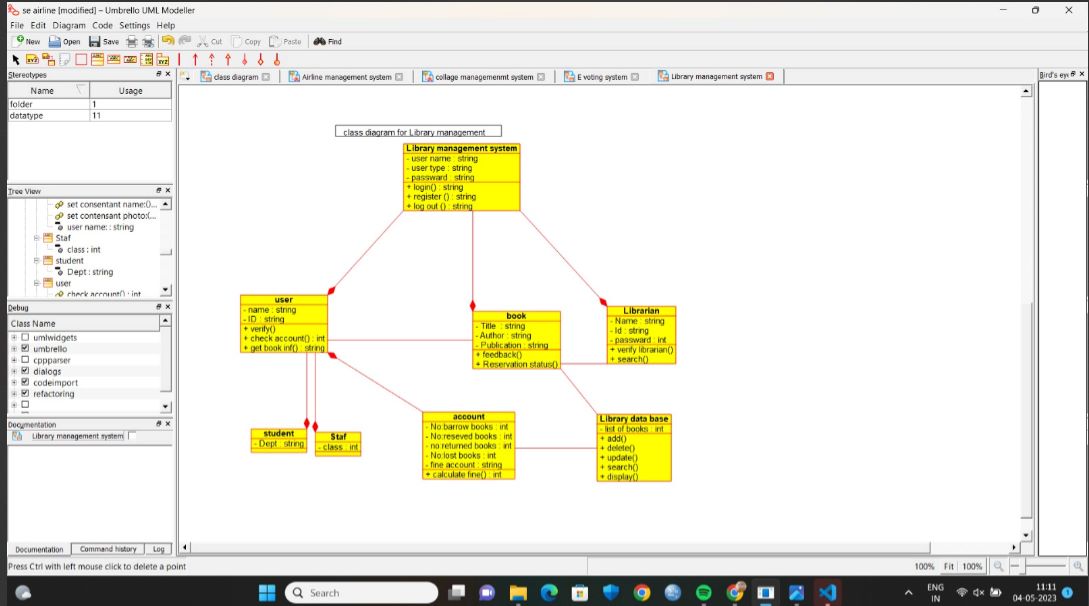 se airline [modified] – Umbrello UML Modeller
File Edit Diagram Code Settings Help
New Open Save Cut Copy Paste Find
Stereotypes
class diagram Airline management system collage managemennt system E voting system Library management system
Bird's eye
Name Usage
folder 1
datatype 11
Tree View
set consentant name:()...
set contensant photo:(...
user name: : string
Staf
class : int
student
Dept : string
user
check account() : int
Debug
Class Name
umlwidgets
umbrello
cppparser
dialogs
codeimport
refactoring
Documentation
Library management system
Documentation Command history Log
class diagram for Library management
Library management system
- user name : string
- user type : string
- passward : string
+ login() : string
+ register () : string
+ log out () : string
user
- name : string
- ID : string
+ verify()
+ check account() : int
+ get book inf() : string
book
- Title : string
- Author : string
- Publication : string
+ feedback()
+ Reservation status()
Librarian
- Name : string
- Id : string
- passward : int
+ verify librarian()
+ search()
student
- Dept : string
Staf
- class : int
account
- No:barrow books : int
- No:reseved books : int
- no:returned books : int
- No:lost books : int
- fine account : string
+ calculate fine() : int
Library data base
- list of books : int
+ add()
+ delete()
+ update()
+ search()
+ display()
Press Ctrl with left mouse click to delete a point
100% Fit 100%
Search
ENG
IN
11:11
04-05-2023
1